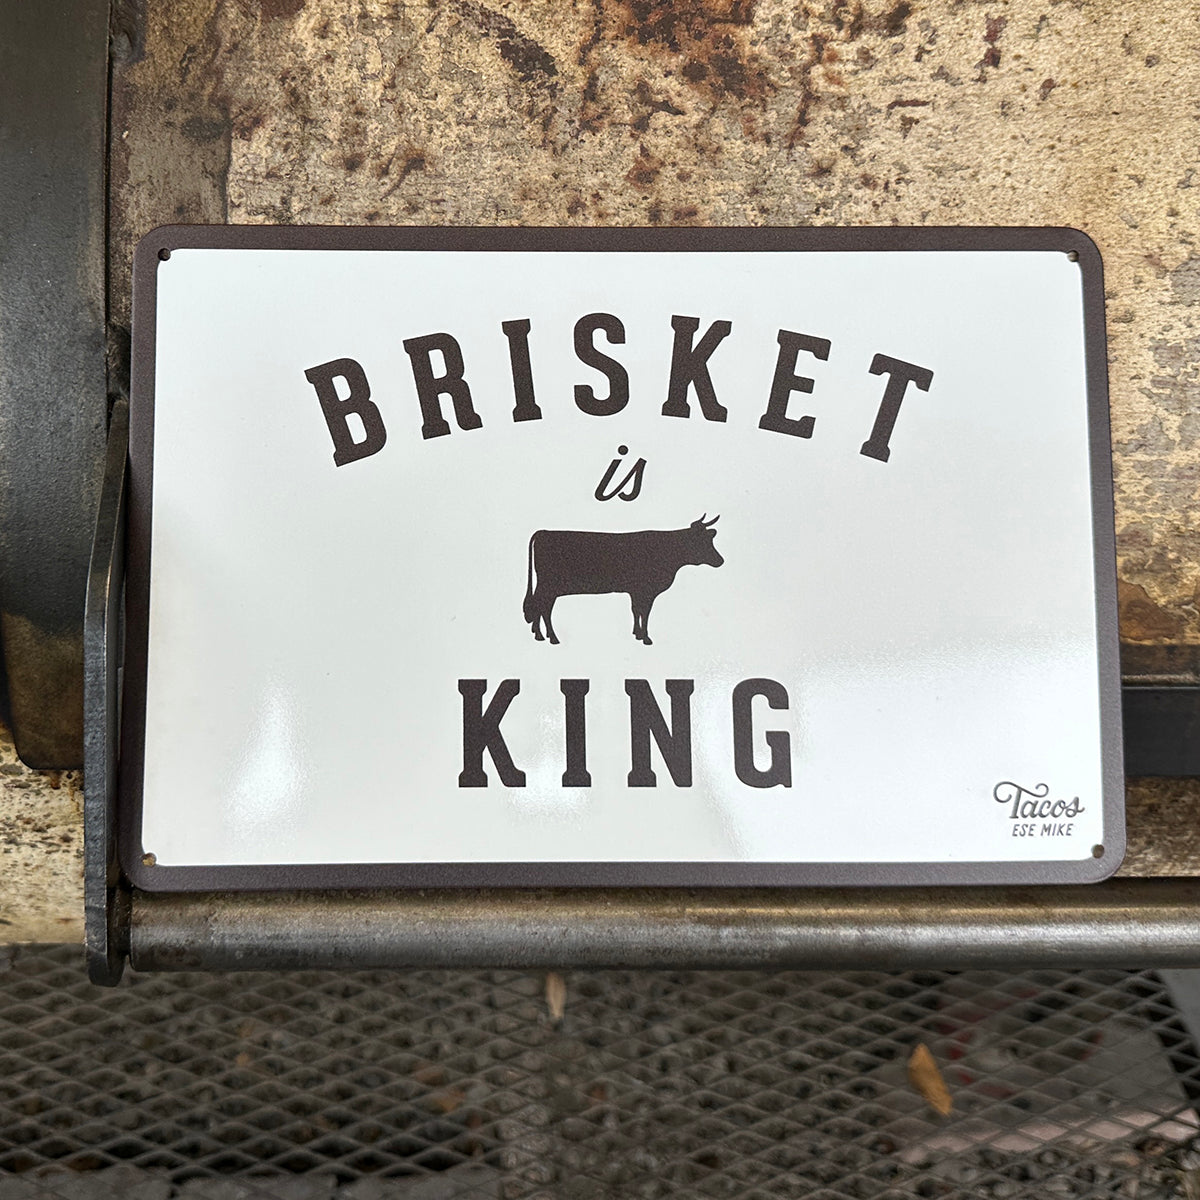 BRISKET
is
KING
Tacos
ESE MIKE